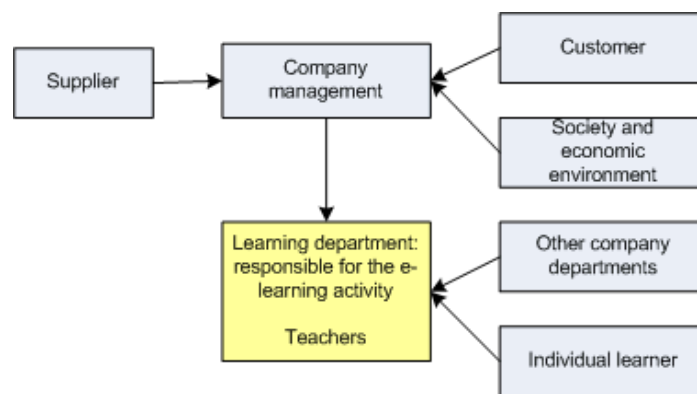 Supplier
Company
management
Customer
Society and
economic
environment
Learning department:
responsible for the e-
learning activity
Teachers
Other company
departments
Individual learner